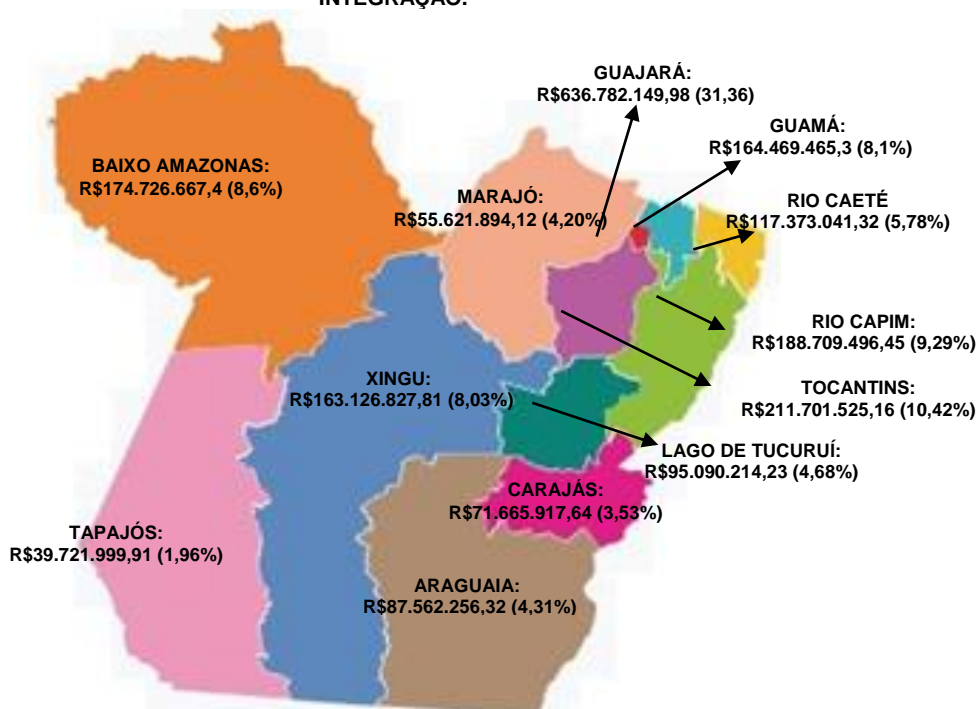 INTEGRAÇÃO:
GUAJARÁ:
R$636.782.149,98 (31,36)
GUAMÁ:
R$164.469.465,3 (8,1%)
BAIXO AMAZONAS:
R$174.726.667,4 (8,6%)
MARAJÓ:
R$55.621.894,12 (4,20%)
RIO CAETÉ
R$117.373.041,32 (5,78%)
RIO CAPIM:
R$188.709.496,45 (9,29%)
XINGU:
R$163.126.827,81 (8,03%)
TOCANTINS:
R$211.701.525,16 (10,42%)
LAGO DE TUCURUÍ:
R$95.090.214,23 (4,68%)
CARAJÁS:
R$71.665.917,64 (3,53%)
TAPAJÓS:
R$39.721.999,91 (1,96%)
ARAGUAIA:
R$87.562.256,32 (4,31%)